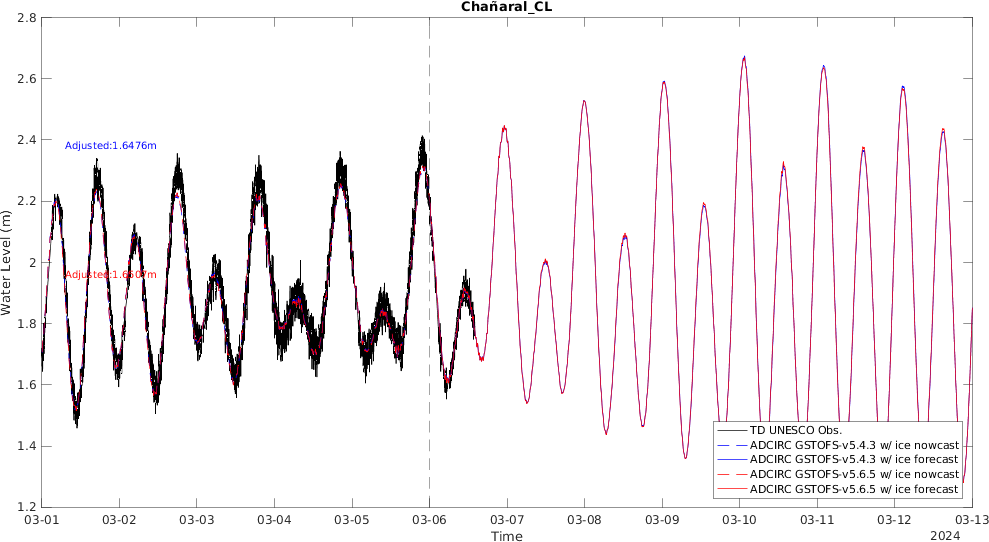 Chañaral_CL
2.8
2.6
2.4
2.2
2
1.8
1.6
1.4
1.2
Water Level (m)
Adjusted:1.6476m
Adjusted:1.6507m
TD UNESCO Obs.
ADCIRC GSTOFS-v5.4.3 w/ ice nowcast
ADCIRC GSTOFS-v5.4.3 w/ ice forecast
ADCIRC GSTOFS-v5.6.5 w/ ice nowcast
ADCIRC GSTOFS-v5.6.5 w/ ice forecast
03-01 03-02 03-03 03-04 03-05 03-06 03-07 03-08 03-09 03-10 03-11 03-12 03-13
Time
2024